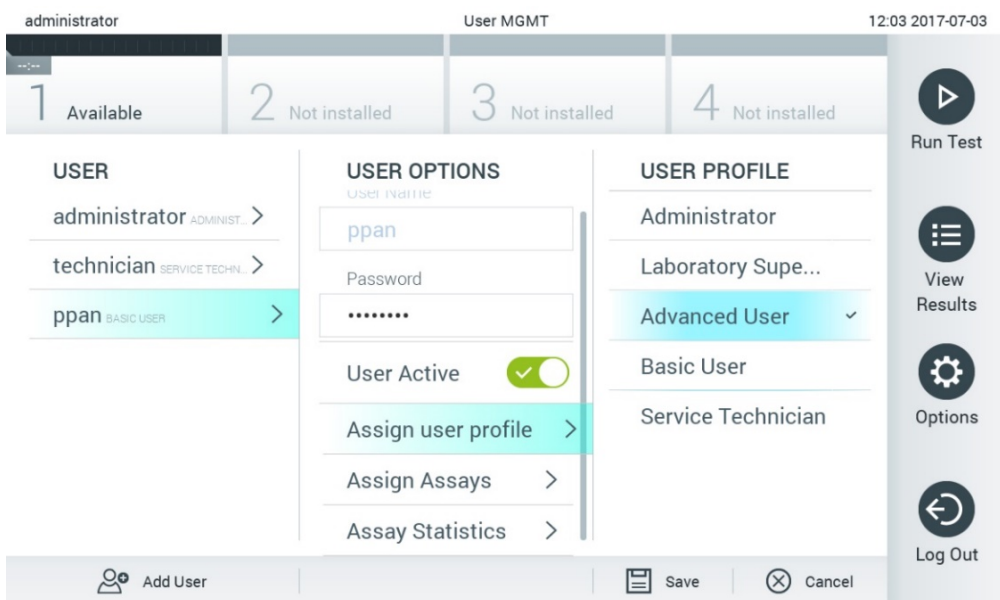 administrator User MGMT 12:03 2017-07-03
--:--
1 Available 2 Not installed 3 Not installed 4 Not installed
Run Test
View
Results
Options
Log Out
USER
administrator ADMINIST...
technician SERVICE TECHN...
ppan BASIC USER
USER OPTIONS
User Name
ppan
Password
••••••••
User Active
Assign user profile
Assign Assays
Assay Statistics
USER PROFILE
Administrator
Laboratory Supe...
Advanced User
Basic User
Service Technician
Add User Save Cancel